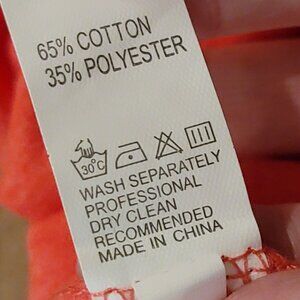 65% COTTON
35% POLYESTER
30°C
WASH SEPARATELY
PROFESSIONAL
DRY CLEAN
RECOMMENDED
MADE IN CHINA